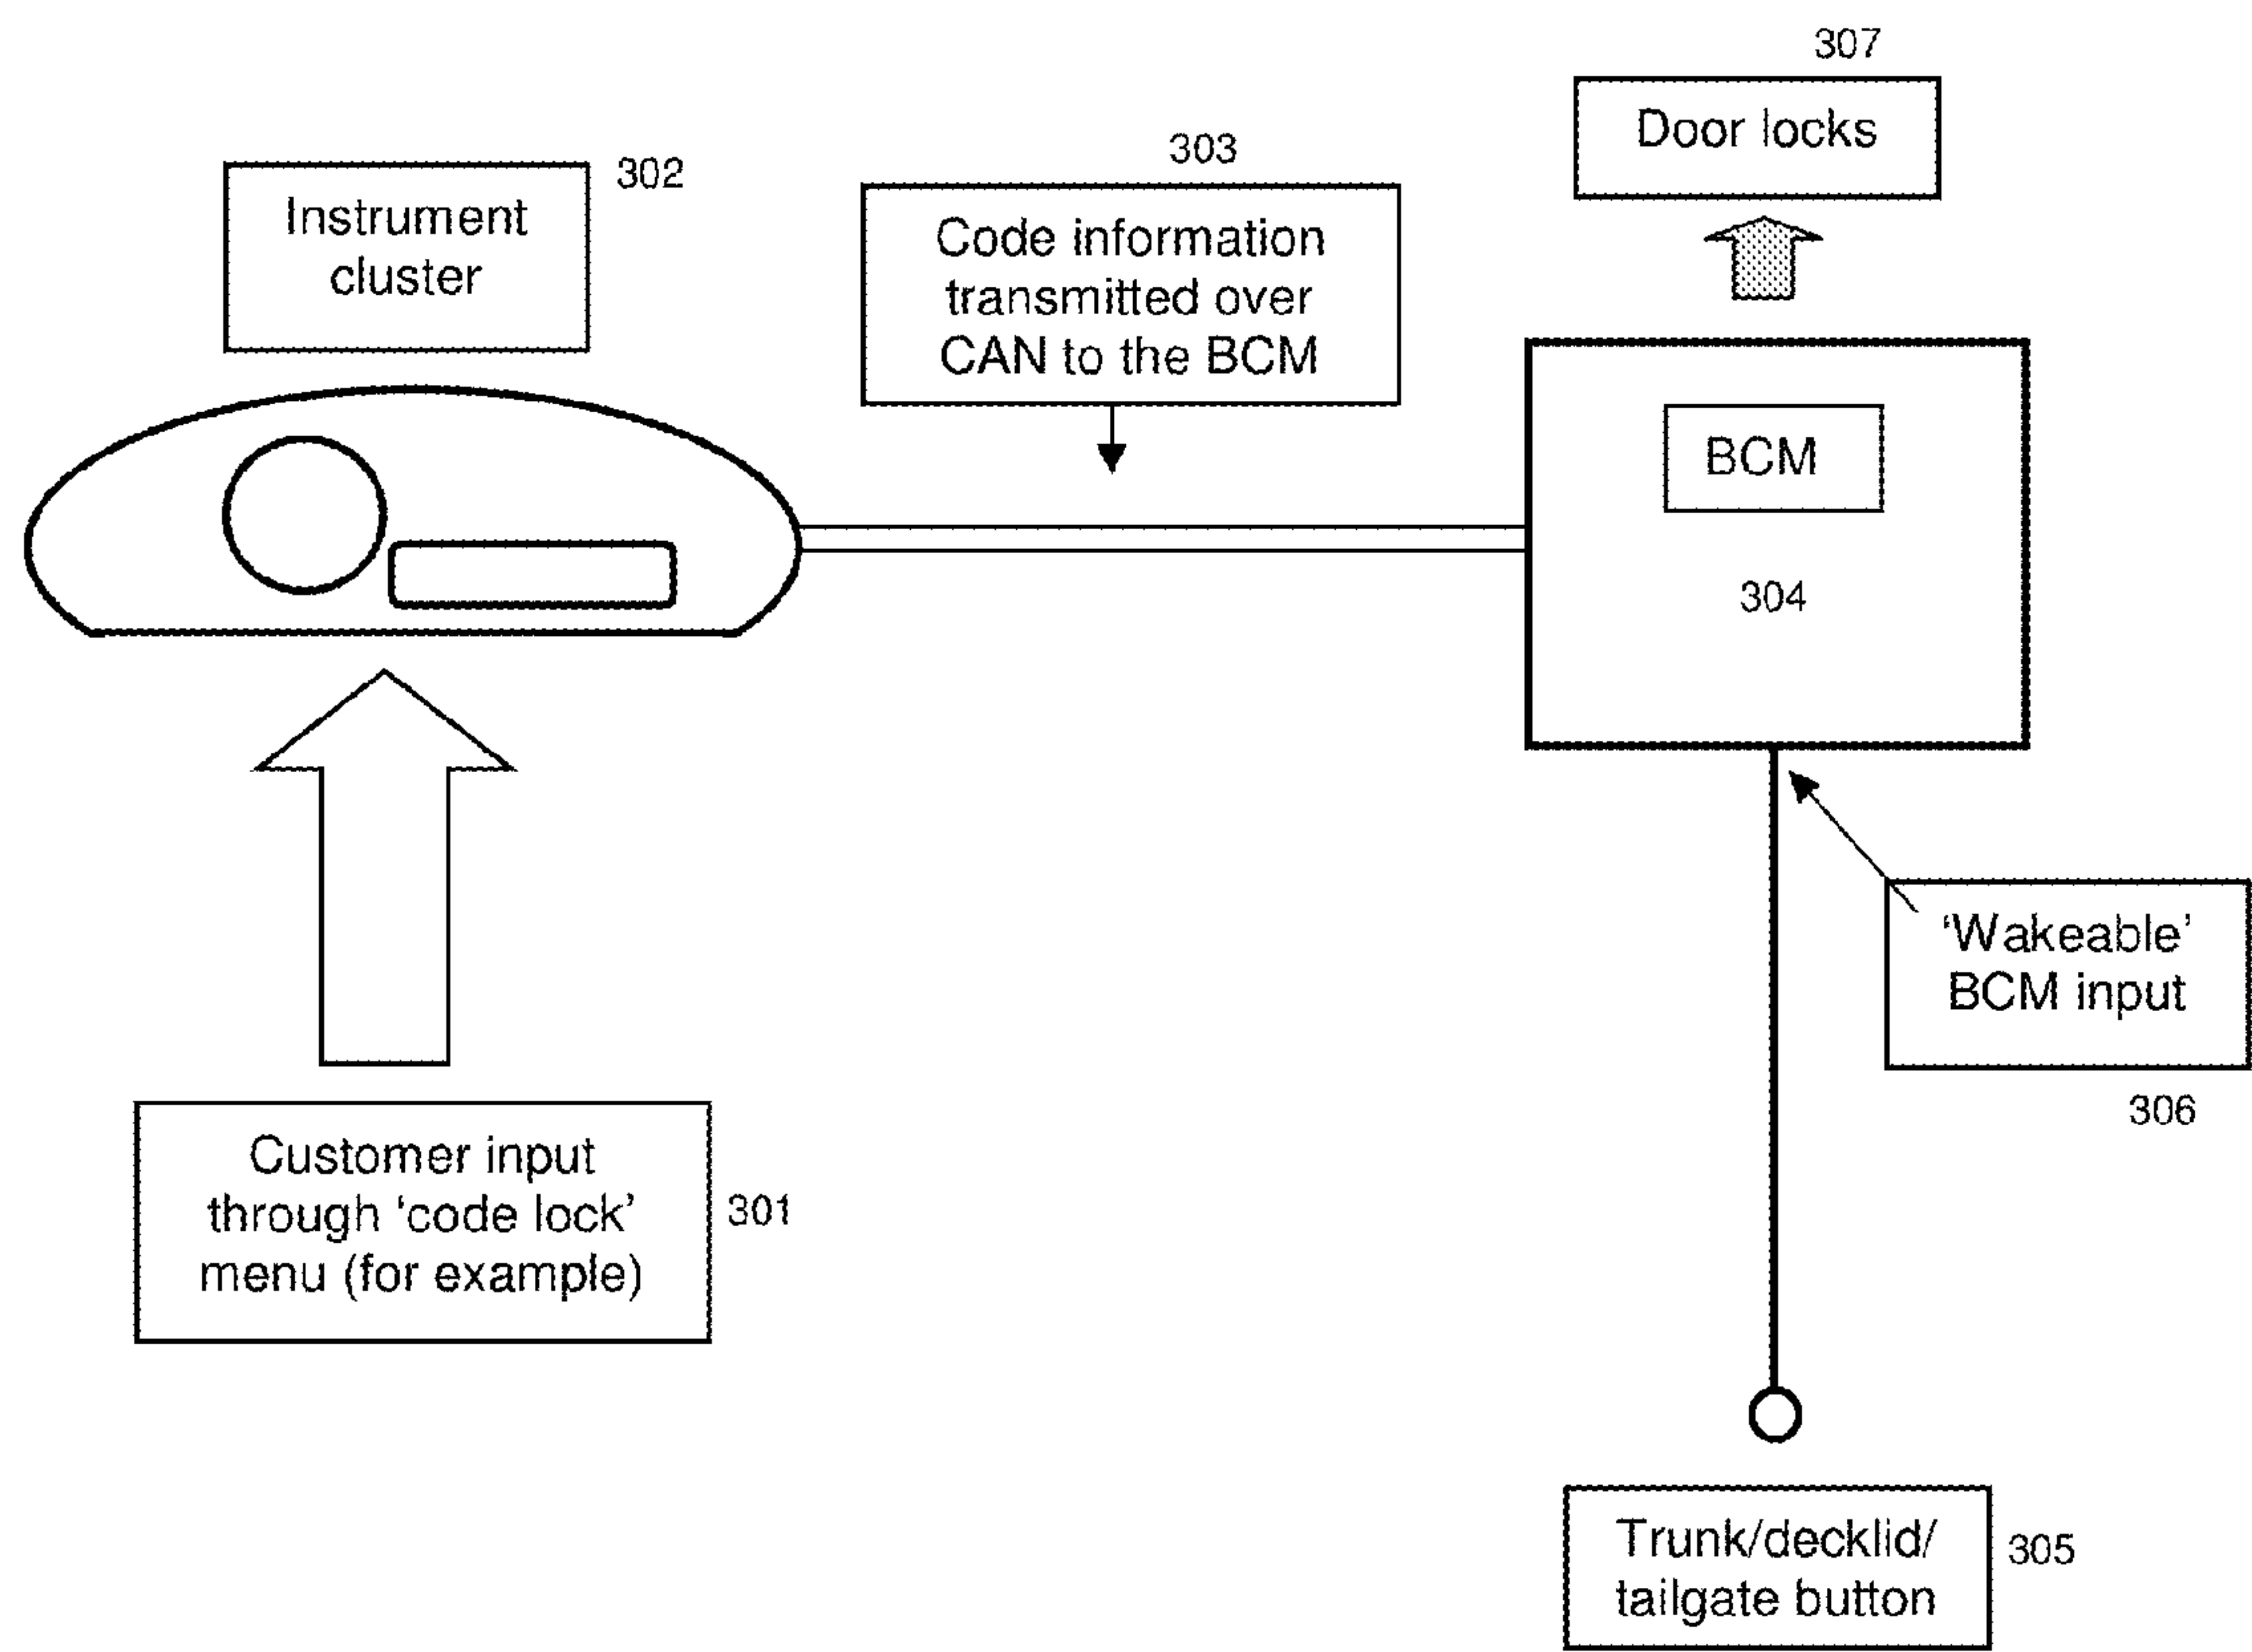 307
Door locks
303
302
Instrument
cluster
Code information
transmitted over
CAN to the BCM
BCM
304
'Wakeable'
BCM input
306
Customer input
through 'code lock'
menu (for example)
301
Trunk/decklid/
tailgate button
305